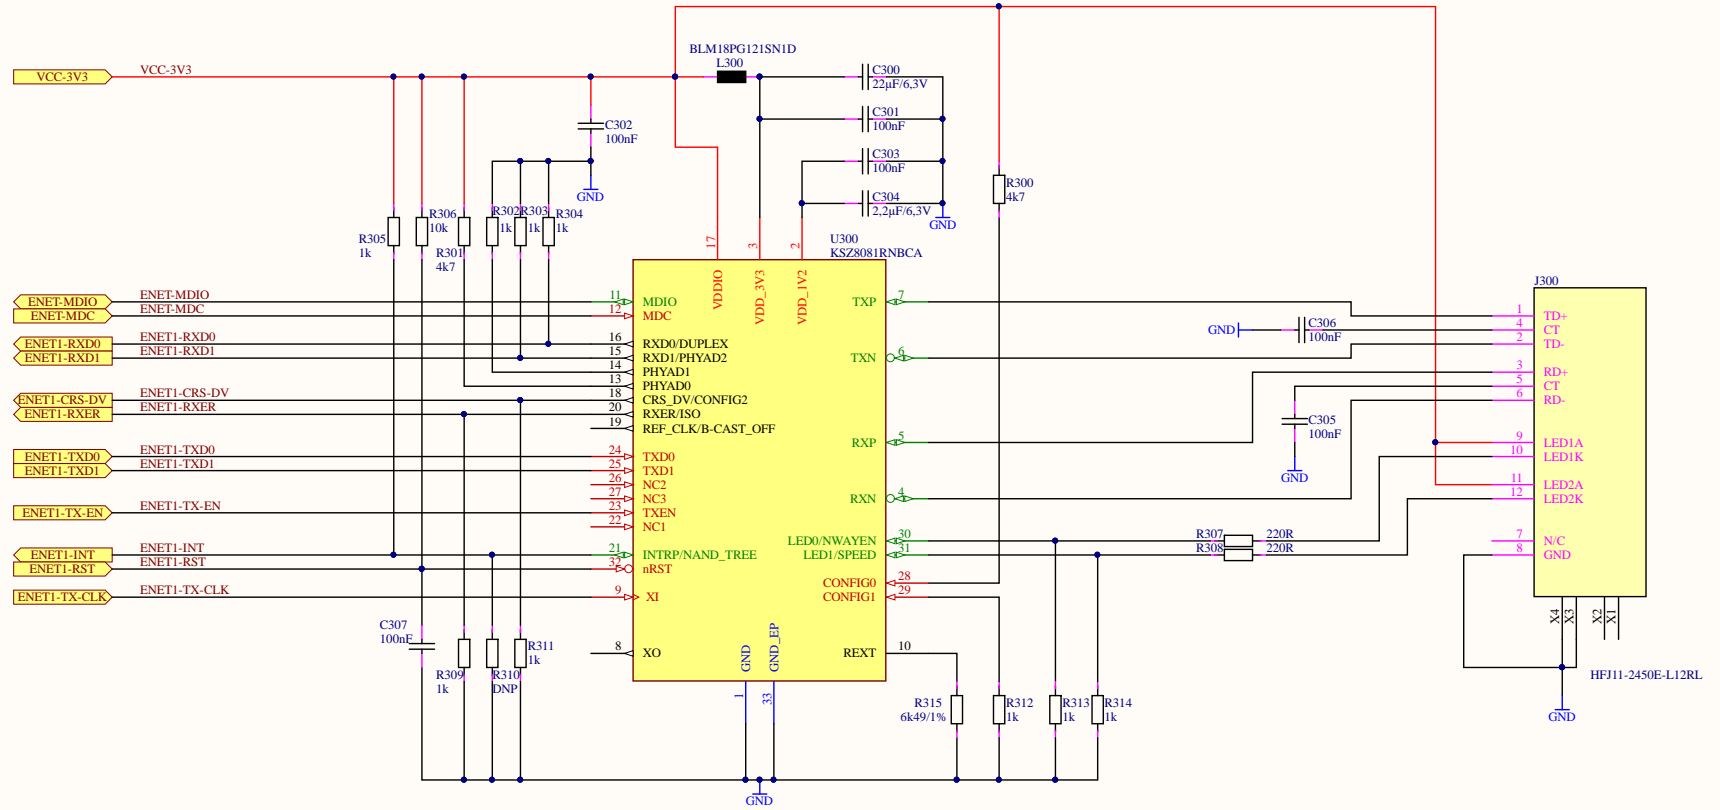 BLM18PG121SN1D
L300
VCC-3V3
VCC-3V3
C300
22µF/6,3V
C301
100nF
C302
100nF
C303
100nF
C304
2,2µF/6,3V
GND
GND
R300
4k7
R305
1k
R306
10k
R301
4k7
R302
1k
R303
1k
R304
1k
U300
KSZ8081RNBCA
17
3
2
VDDIO
VDD_3V3
VDD_1V2
J300
ENET-MDIO
ENET-MDIO
11
MDIO
ENET-MDC
ENET-MDC
12
MDC
ENET1-RXD0
ENET1-RXD0
16
RXD0/DUPLEX
ENET1-RXD1
ENET1-RXD1
15
RXD1/PHYAD2
14
PHYAD1
13
PHYAD0
ENET1-CRS-DV
ENET1-CRS-DV
18
CRS_DV/CONFIG2
ENET1-RXER
ENET1-RXER
20
RXER/ISO
19
REF_CLK/B-CAST_OFF
ENET1-TXD0
ENET1-TXD0
24
TXD0
ENET1-TXD1
ENET1-TXD1
25
TXD1
26
NC2
27
NC3
ENET1-TX-EN
ENET1-TX-EN
23
TXEN
22
NC1
ENET1-INT
ENET1-INT
21
INTRP/NAND_TREE
ENET1-RST
ENET1-RST
32
nRST
ENET1-TX-CLK
ENET1-TX-CLK
9
XI
8
XO
TXP
7
TXN
6
RXP
5
RXN
4
LED0/NWAYEN
30
LED1/SPEED
31
CONFIG0
28
CONFIG1
29
REXT
10
GND
GND_EP
1
33
GND
C306
100nF
C305
100nF
GND
R307
220R
R308
220R
1
TD+
4
CT
2
TD-
3
RD+
5
CT
6
RD-
9
LED1A
10
LED1K
11
LED2A
12
LED2K
7
N/C
8
GND
X4
X3
X2
X1
HFJ11-2450E-L12RL
GND
C307
100nF
R309
1k
R310
DNP
R311
1k
R315
6k49/1%
R312
1k
R313
1k
R314
1k
GND